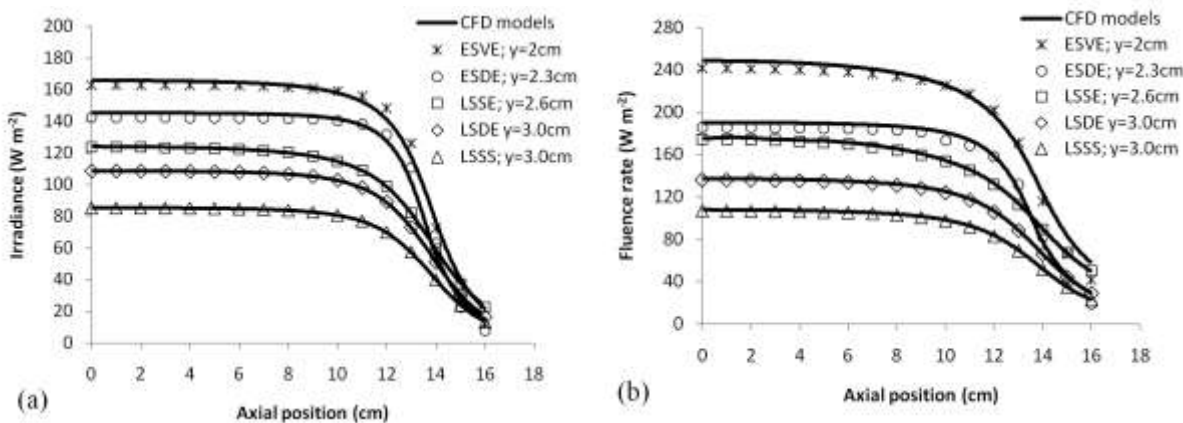 200
180
160
140
120
100
80
60
40
20
0
Irradiance (W m-2)
CFD models
ESVE; y=2cm
ESDE; y=2.3cm
LSSE; y=2.6cm
LSDE y=3.0cm
LSSS; y=3.0cm
0 2 4 6 8 10 12 14 16 18
Axial position (cm)
(a)
280
240
200
160
120
80
40
0
Fluence rate (W m-2)
CFD models
ESVE; y=2cm
ESDE; y=2.3cm
LSSE; y=2.6cm
LSDE; y=3.0cm
LSSS; y=3.0cm
0 2 4 6 8 10 12 14 16 18
Axial position (cm)
(b)